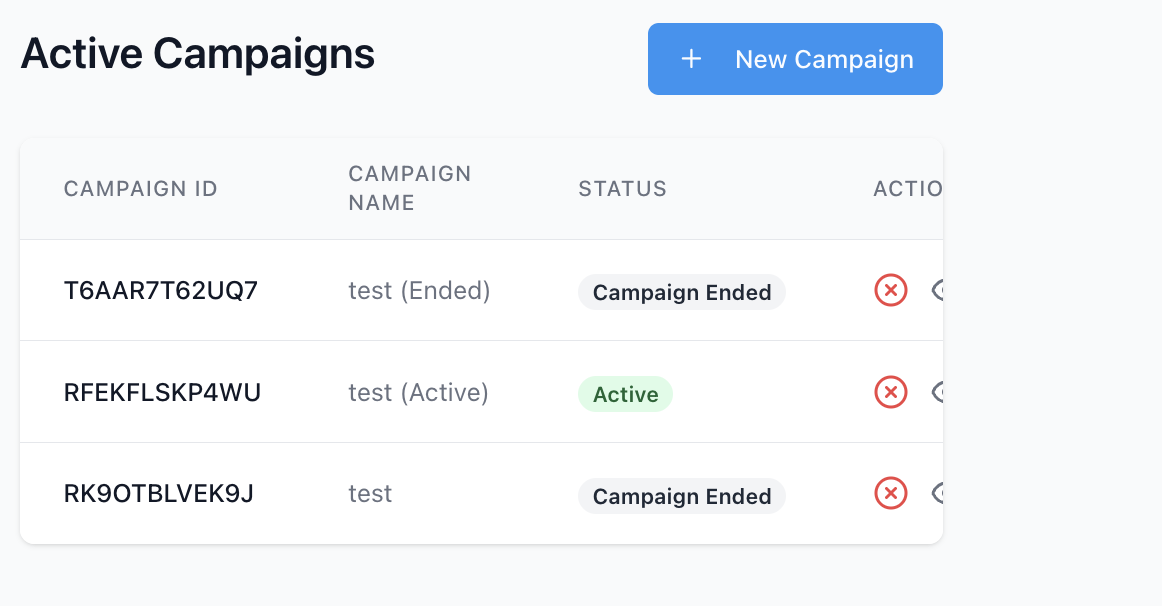 Active Campaigns
+ New Campaign
CAMPAIGN ID
CAMPAIGN
NAME
STATUS
ACTIO
T6AAR7T62UQ7
test (Ended)
Campaign Ended
RFEKFLSKP4WU
test (Active)
Active
RK9OTBLVEK9J
test
Campaign Ended